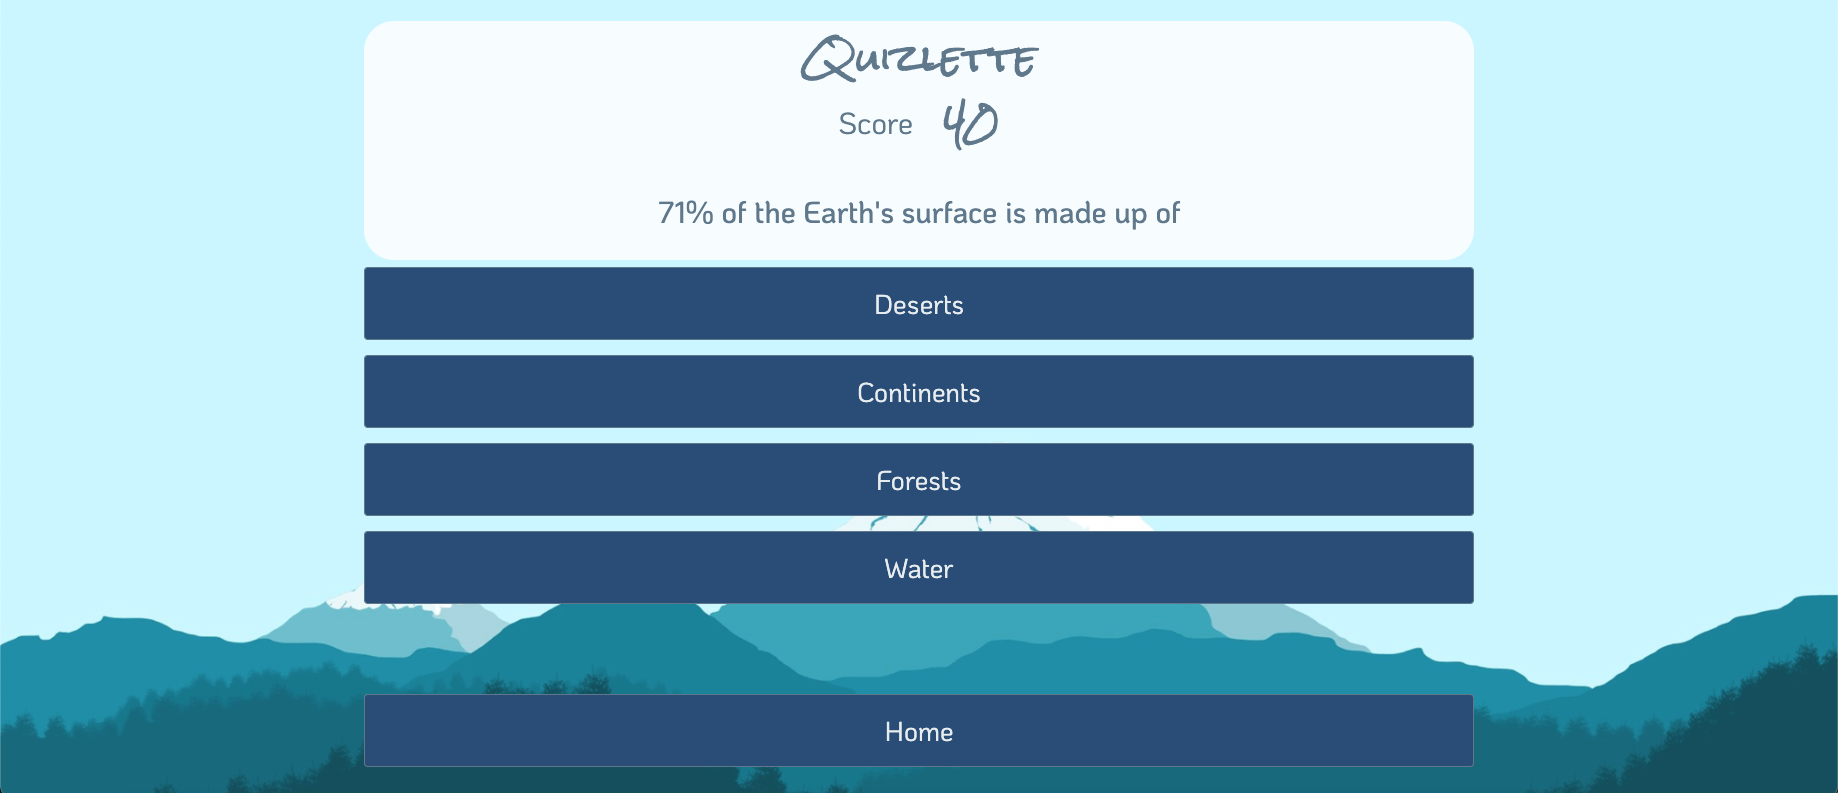 Quizlette
Score 40
71% of the Earth's surface is made up of
Deserts
Continents
Forests
Water
Home